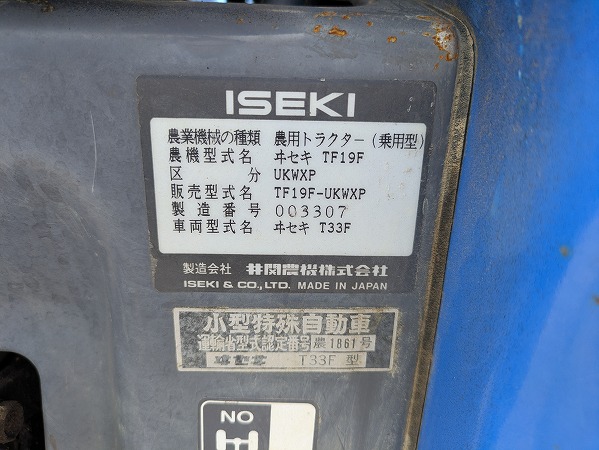 ISEKI
農業機械の種類 農用トラクター(乗用型)
農機型式名 ヰセキ TF19F
区分 UKWXP
販売型式名 TF19F-UKWXP
製造番号 003307
車両型式名 ヰセキ T33F
製造会社 井関農機株式会社
ISEKI & CO., LTD. MADE IN JAPAN
小型特殊自動車
運輸省型式認定番号 農1861号
T33F 型
NO